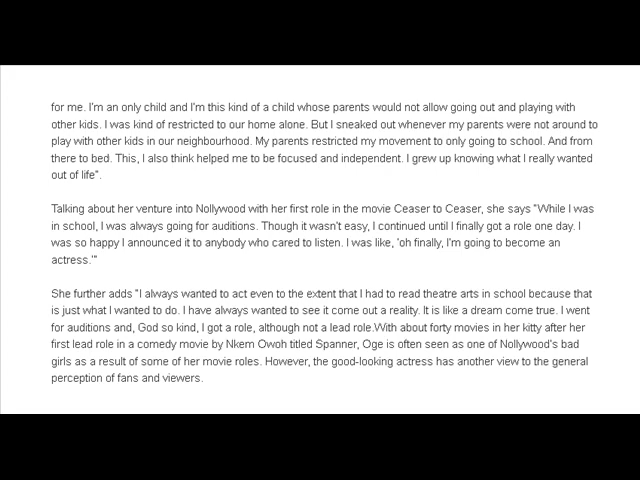 for me. I'm an only child and I'm this kind of a child whose parents would not allow going out and playing with
other kids. I was kind of restricted to our home alone. But I sneaked out whenever my parents were not around to
play with other kids in our neighbourhood. My parents restricted my movement to only going to school. And from
there to bed. This, I also think helped me to be focused and independent. I grew up knowing what I really wanted
out of life".
Talking about her venture into Nollywood with her first role in the movie Ceaser to Ceaser, she says "While I was
in school, I was always going for auditions. Though it wasn't easy, I continued until I finally got a role one day. I
was so happy I announced it to anybody who cared to listen. I was like, 'oh finally, I'm going to become an
actress.'"
She further adds "I always wanted to act even to the extent that I had to read theatre arts in school because that
is just what I wanted to do. I have always wanted to see it come out a reality. It is like a dream come true. I went
for auditions and, God so kind, I got a role, although not a lead role.With about forty movies in her kitty after her
first lead role in a comedy movie by Nkem Owoh titled Spanner, Oge is often seen as one of Nollywood's bad
girls as a result of some of her movie roles. However, the good-looking actress has another view to the general
perception of fans and viewers.